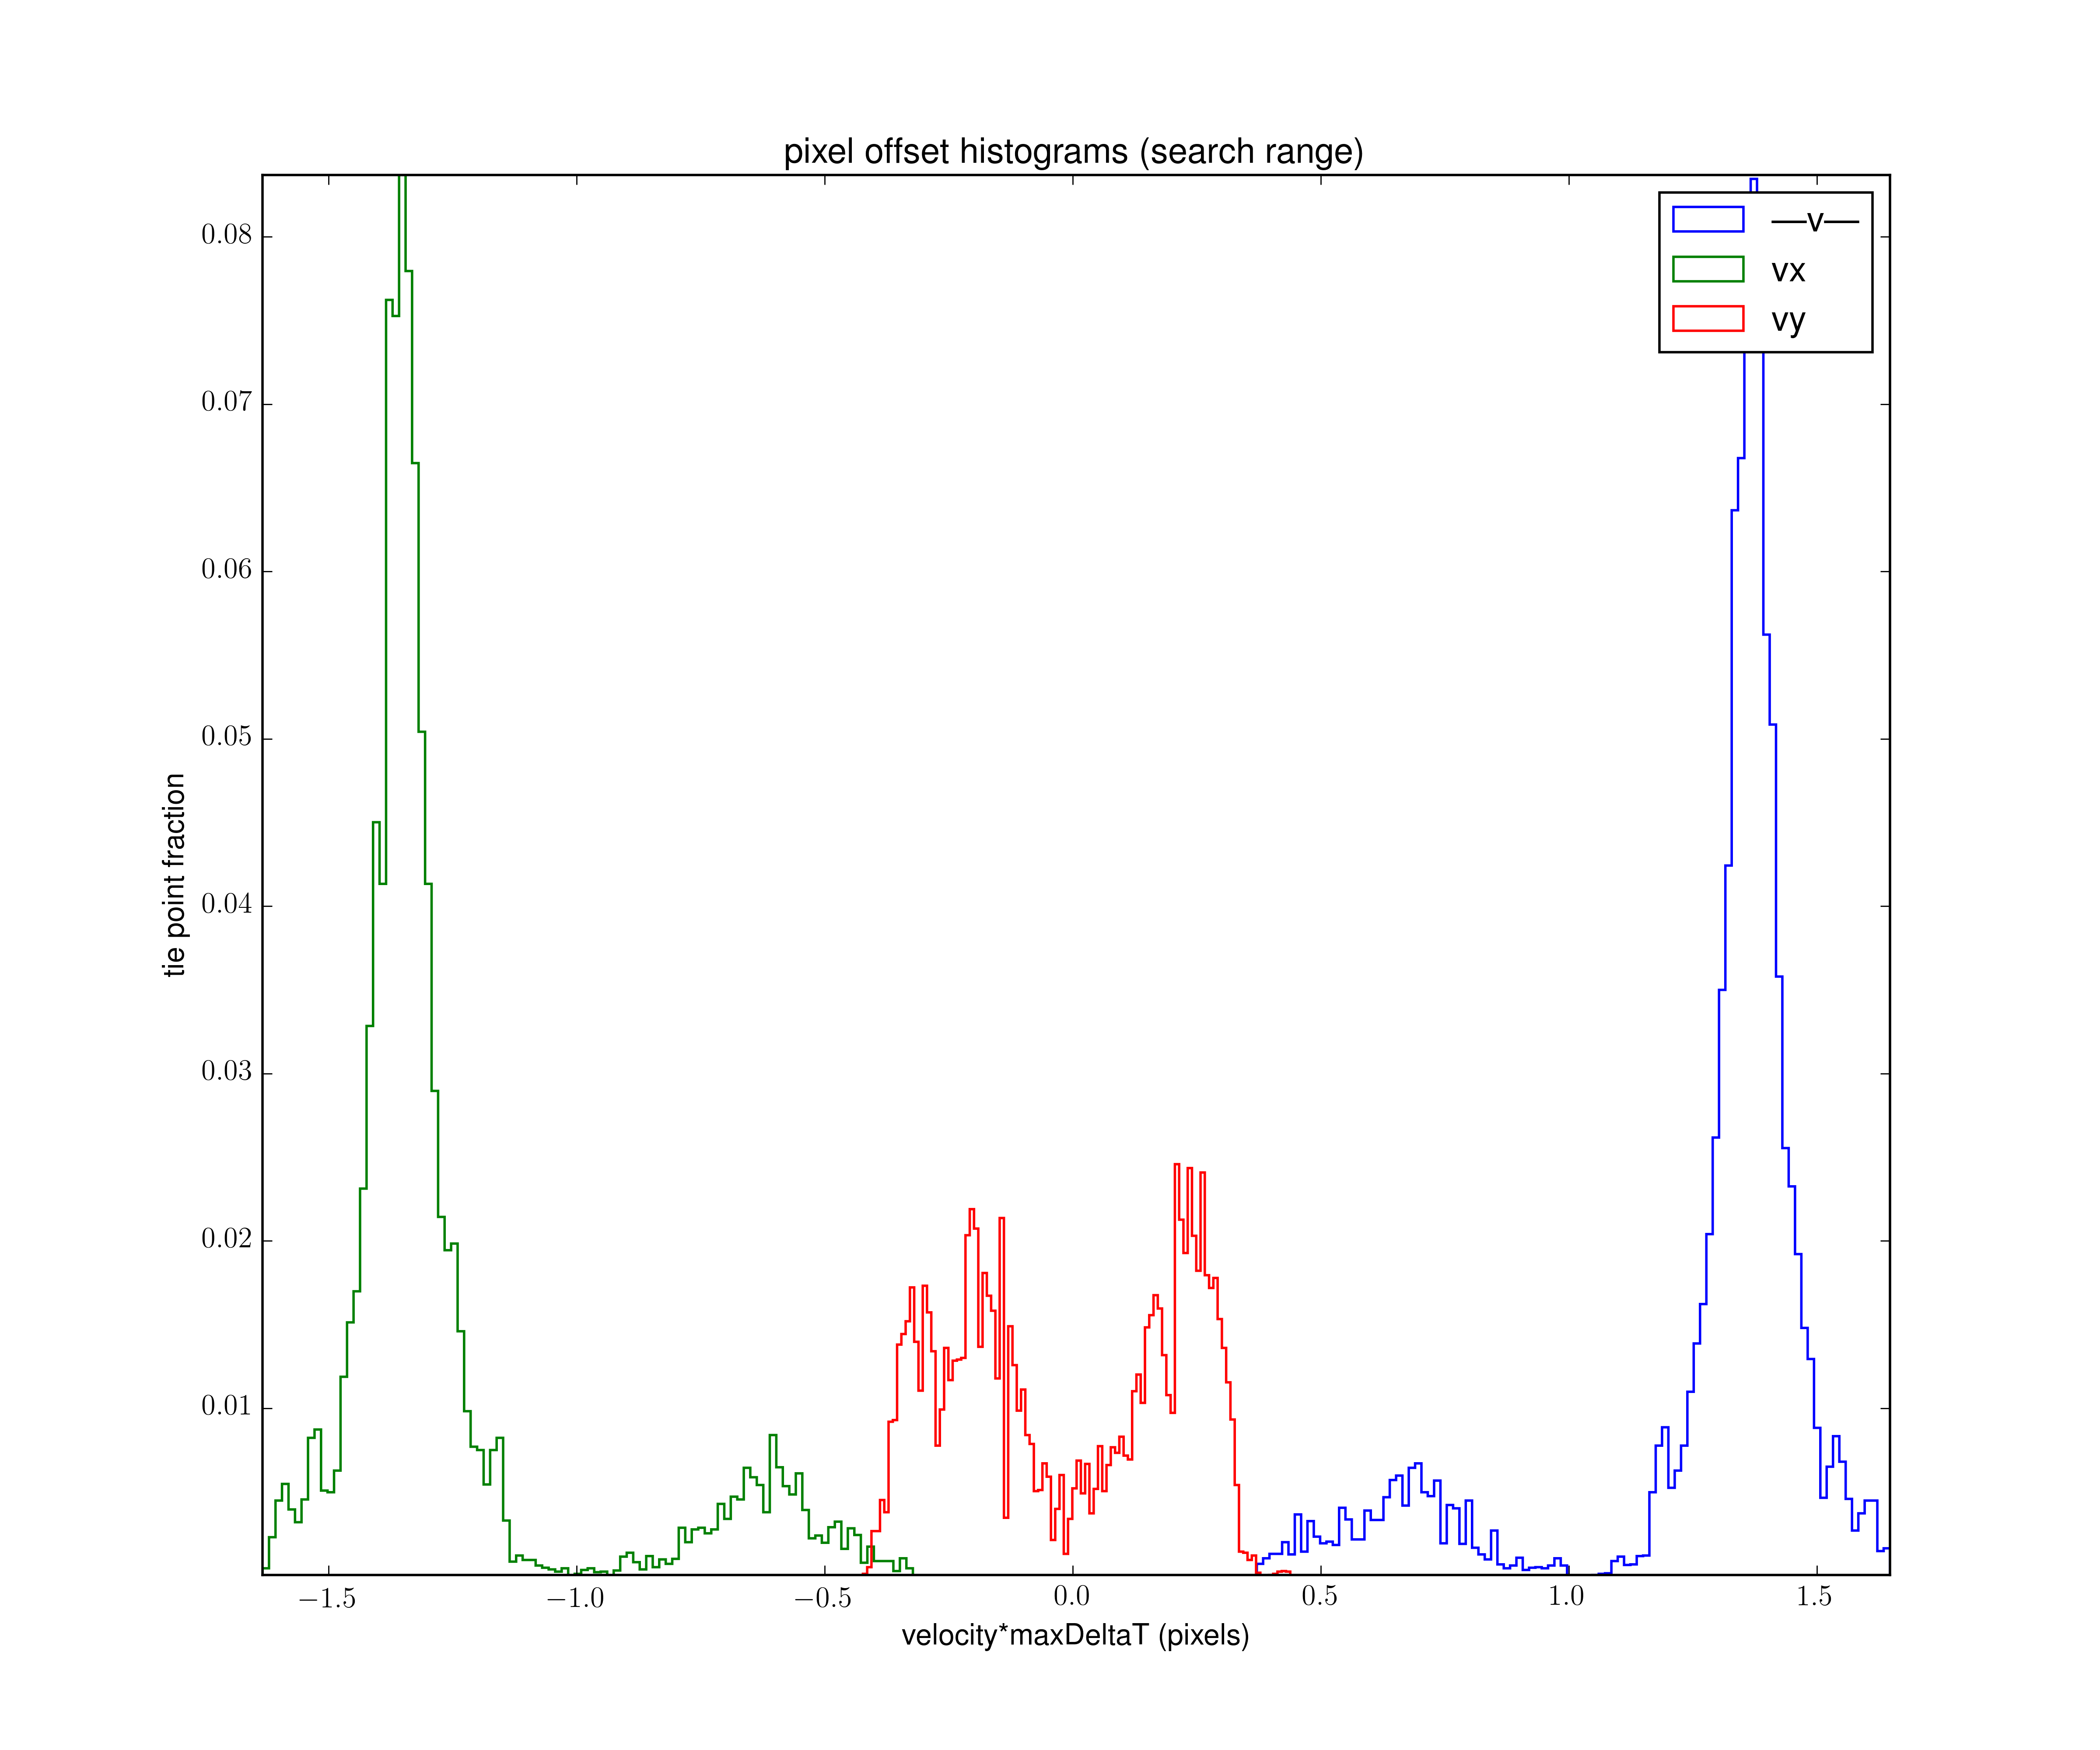 pixel offset histograms (search range)
—v—
vx
vy
0.08
0.07
0.06
0.05
0.04
0.03
0.02
0.01
tie point fraction
−1.5 −1.0 −0.5 0.0 0.5 1.0 1.5
velocity*maxDeltaT (pixels)